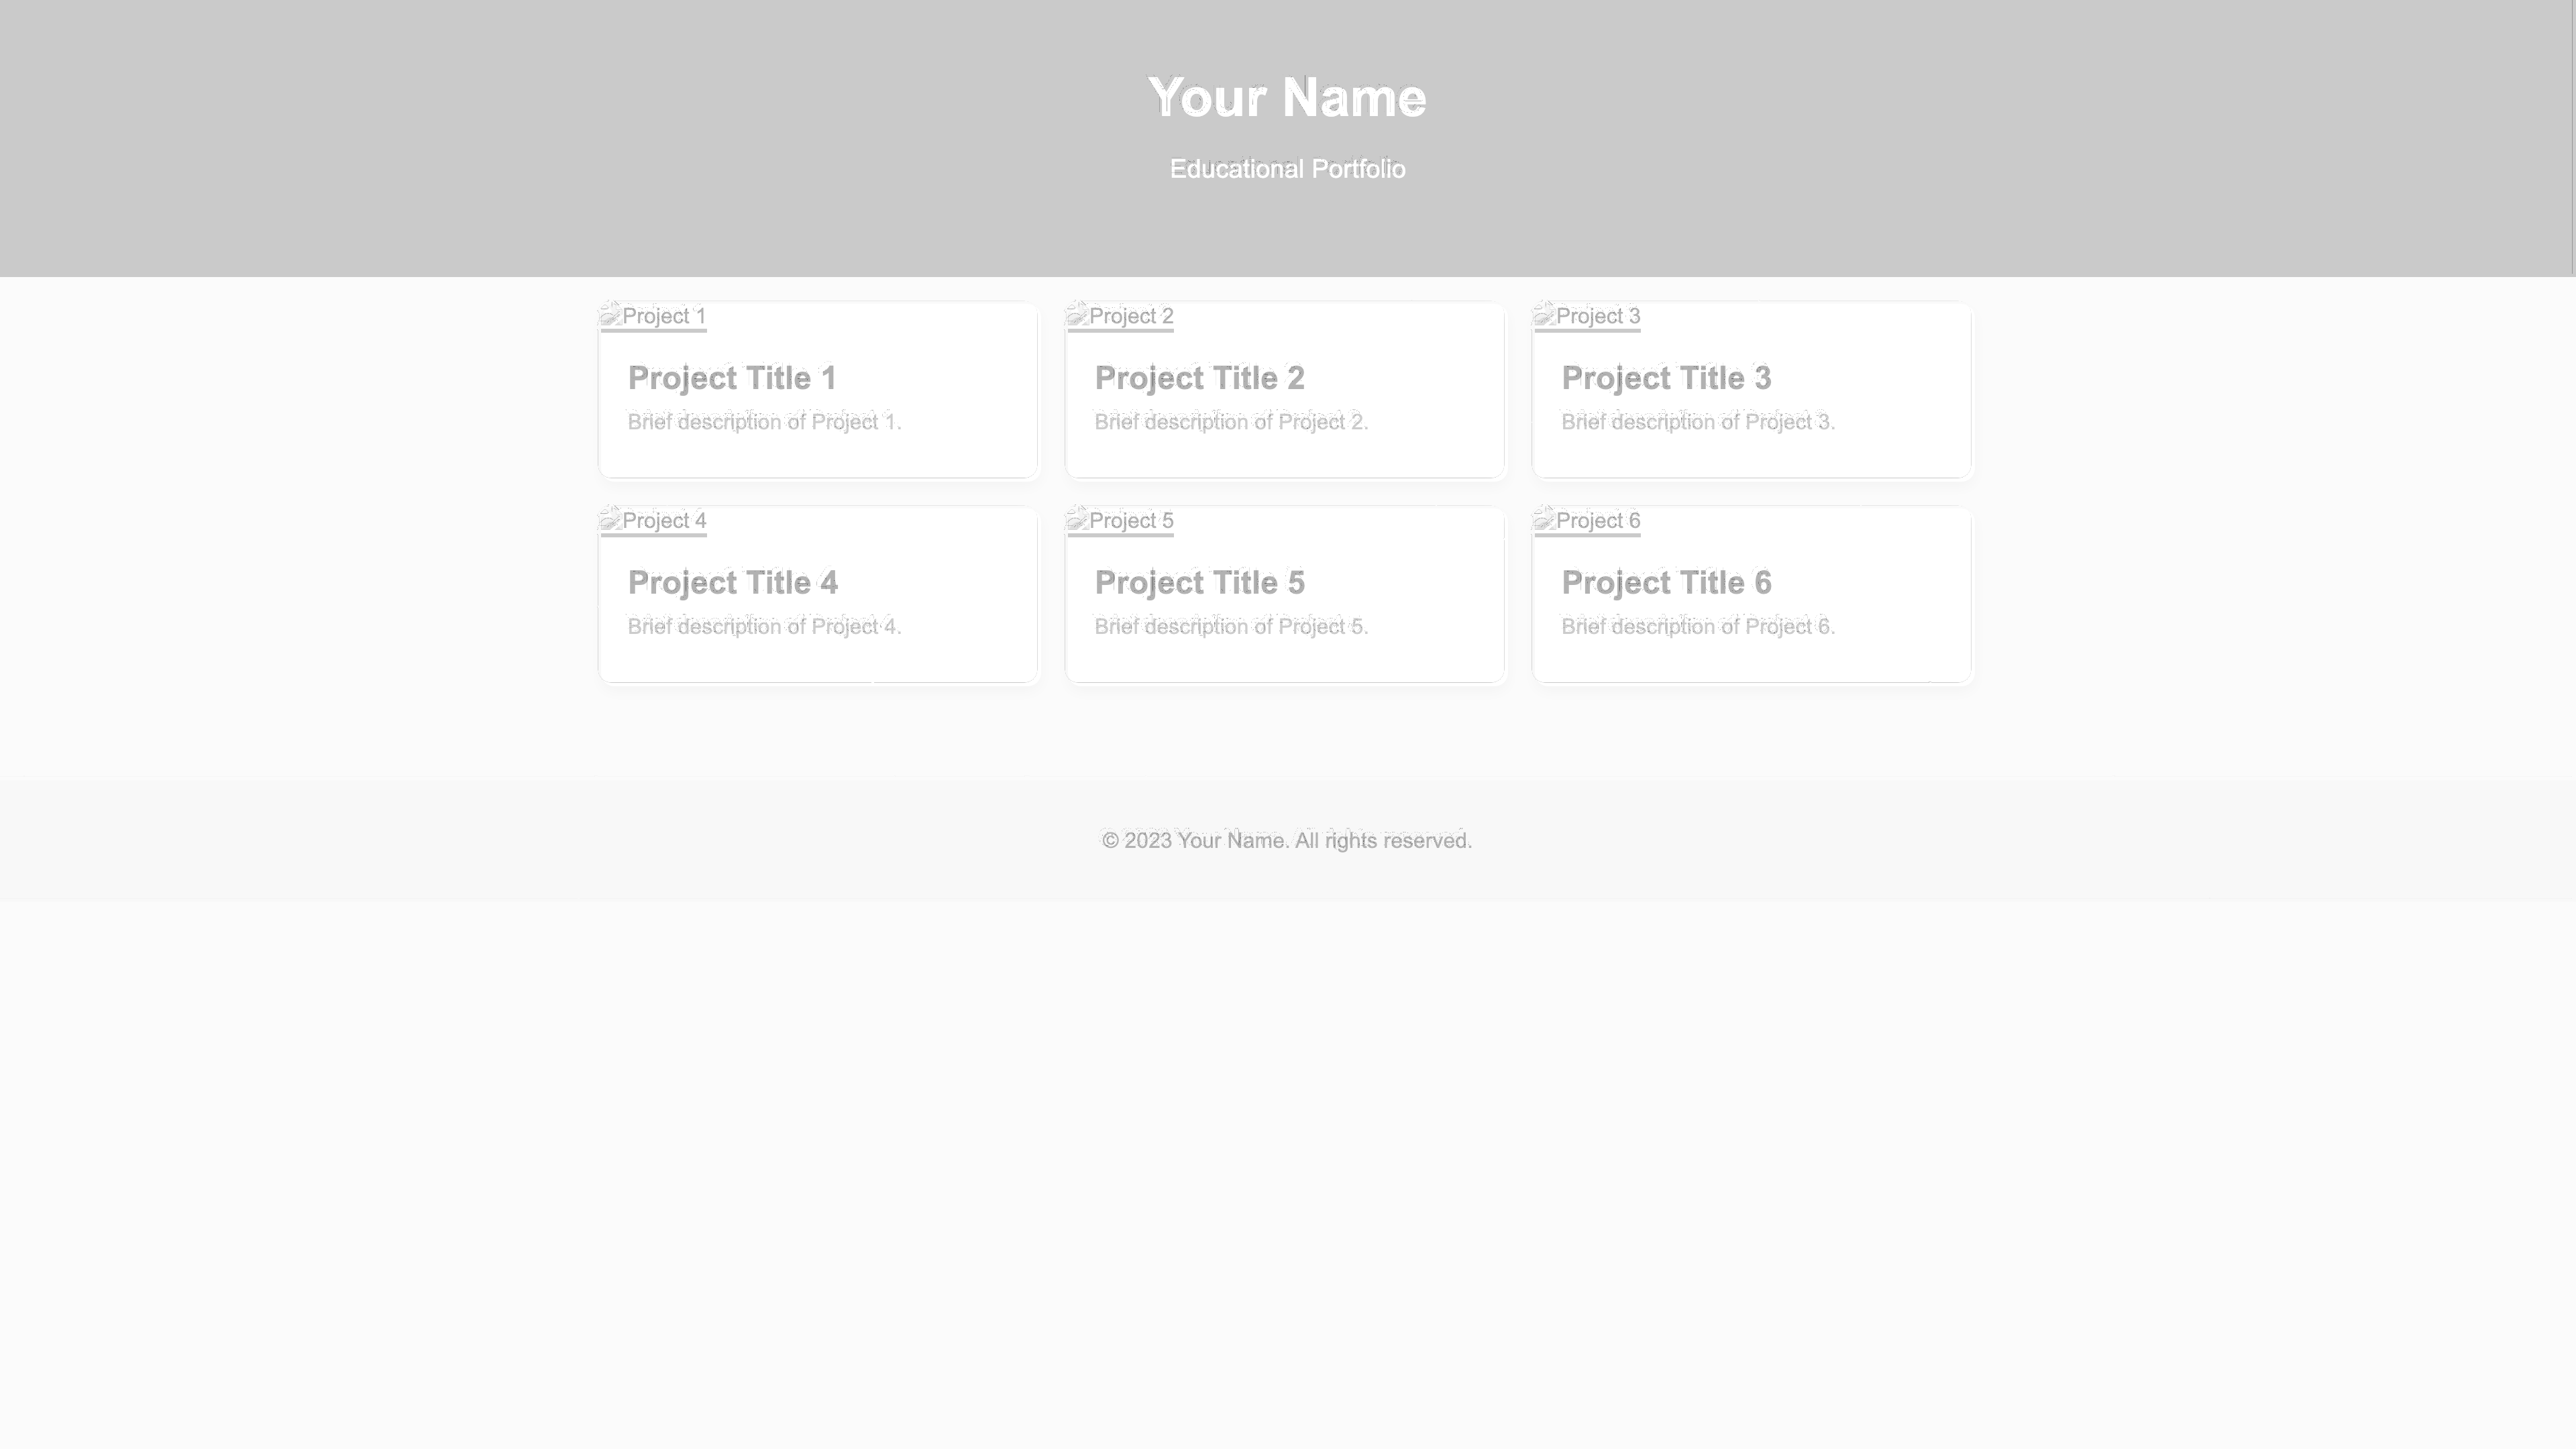 Your Name
Educational Portfolio
Project 1
Project Title 1
Brief description of Project 1.
Project 2
Project Title 2
Brief description of Project 2.
Project 3
Project Title 3
Brief description of Project 3.
Project 4
Project Title 4
Brief description of Project 4.
Project 5
Project Title 5
Brief description of Project 5.
Project 6
Project Title 6
Brief description of Project 6.
© 2023 Your Name. All rights reserved.